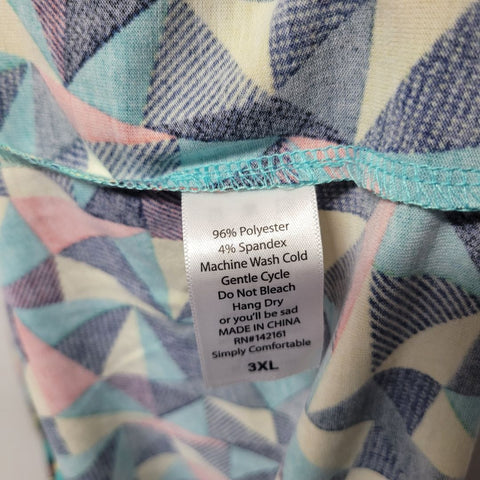 96% Polyester
4% Spandex
Machine Wash Cold
Gentle Cycle
Do Not Bleach
Hang Dry
or you'll be sad
MADE IN CHINA
RN#142161
Simply Comfortable
3XL